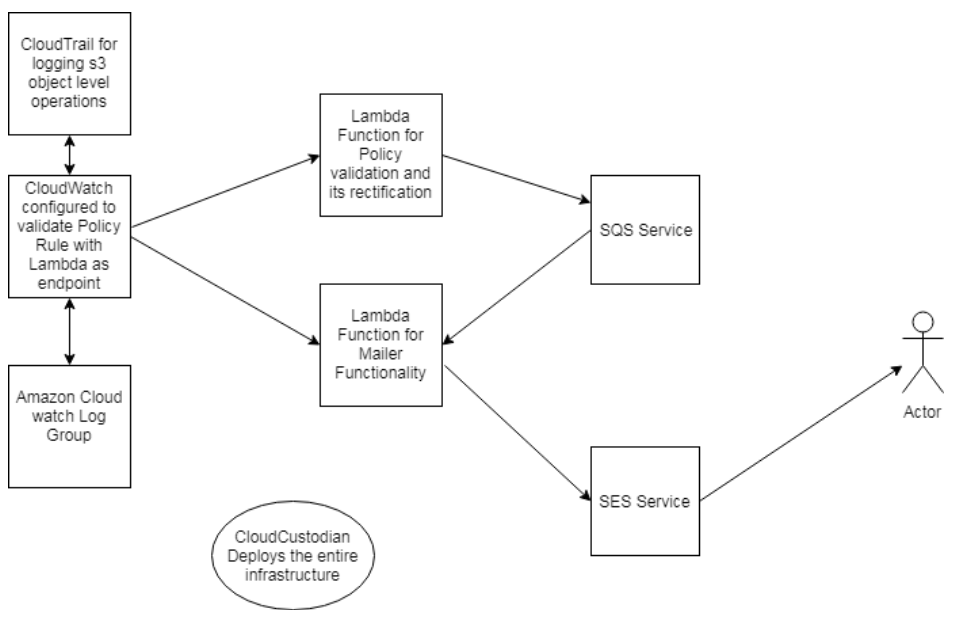 CloudTrail for
logging s3
object level
operations
CloudWatch
configured to
validate Policy
Rule with
Lambda as
endpoint
Amazon Cloud
watch Log
Group
Lambda
Function for
Policy
validation and
its rectification
Lambda
Function for
Mailer
Functionality
SQS Service
SES Service
Actor
CloudCustodian
Deploys the entire
infrastructure